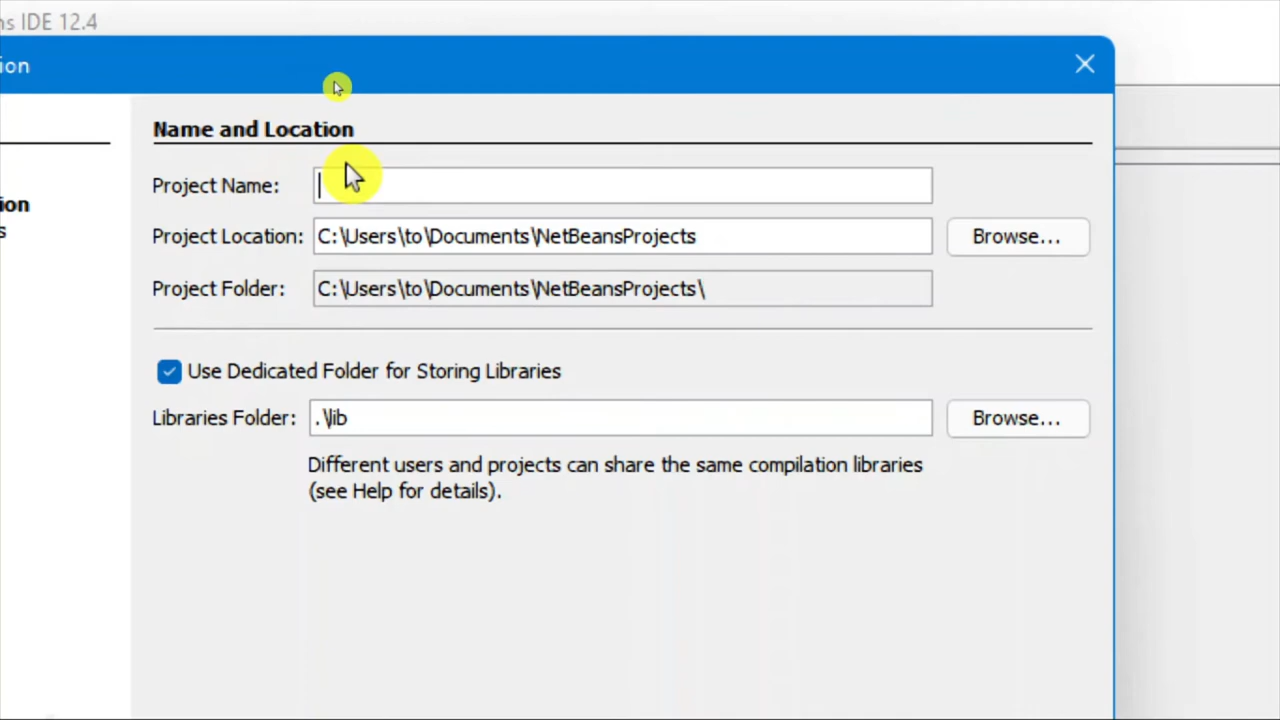 ns IDE 12.4
ion
Name and Location
ion
Project Name:
s
Project Location: C:\Users\to\Documents\NetBeansProjects Browse...
Project Folder: C:\Users\to\Documents\NetBeansProjects\
Use Dedicated Folder for Storing Libraries
Libraries Folder: .\lib Browse...
Different users and projects can share the same compilation libraries
(see Help for details).